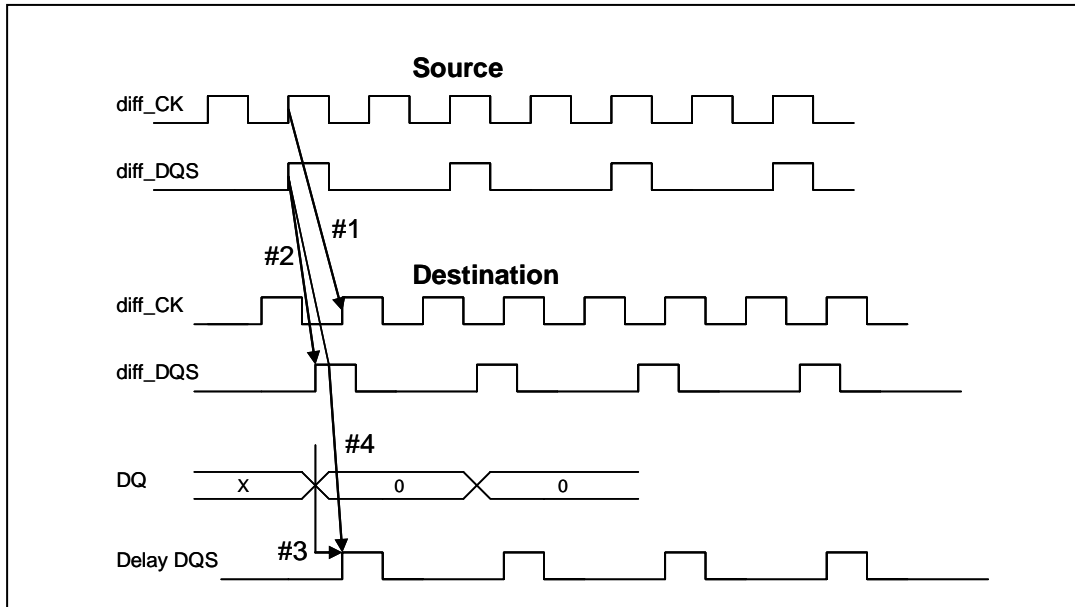 Source
diff_CK
diff_DQS
#1
#2
Destination
diff_CK
diff_DQS
#4
DQ
X 0 0
#3
Delay DQS